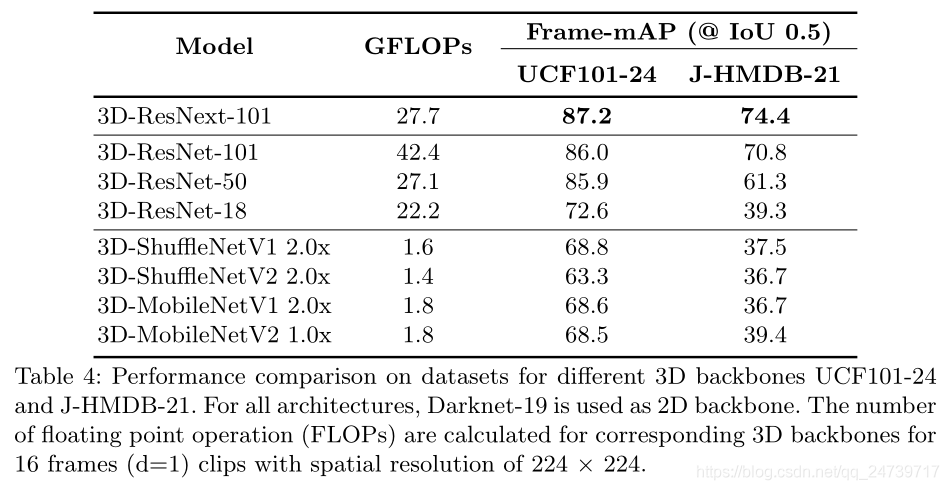 Model GFLOPs Frame-mAP (@ IoU 0.5)
UCF101-24 J-HMDB-21
3D-ResNext-101 27.7 87.2 74.4
3D-ResNet-101 42.4 86.0 70.8
3D-ResNet-50 27.1 85.9 61.3
3D-ResNet-18 22.2 72.6 39.3
3D-ShuffleNetV1 2.0x 1.6 68.8 37.5
3D-ShuffleNetV2 2.0x 1.4 63.3 36.7
3D-MobileNetV1 2.0x 1.8 68.6 36.7
3D-MobileNetV2 1.0x 1.8 68.5 39.4
Table 4: Performance comparison on datasets for different 3D backbones UCF101-24
and J-HMDB-21. For all architectures, Darknet-19 is used as 2D backbone. The number
of floating point operation (FLOPs) are calculated for corresponding 3D backbones for
16 frames (d=1) clips with spatial resolution of 224 × 224.
https://blog.csdn.net/qq_24739717